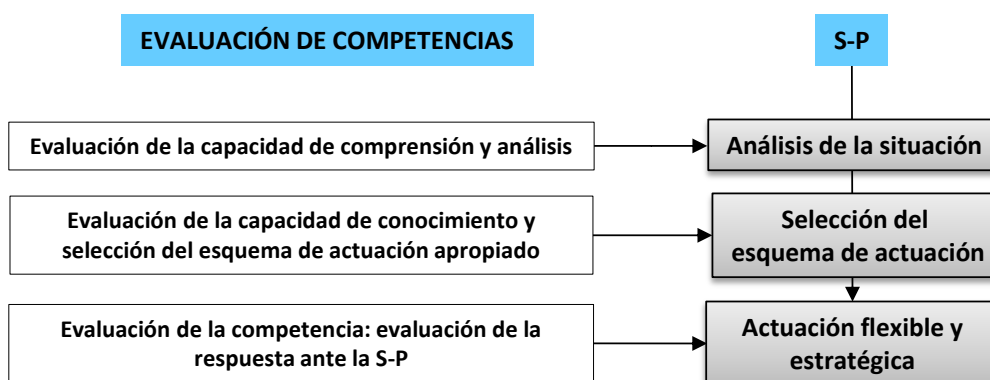 EVALUACIÓN DE COMPETENCIAS
S-P
Evaluación de la capacidad de comprensión y análisis
Análisis de la situación
Evaluación de la capacidad de conocimiento y
selección del esquema de actuación apropiado
Selección del
esquema de actuación
Evaluación de la competencia: evaluación de la
respuesta ante la S-P
Actuación flexible y
estratégica